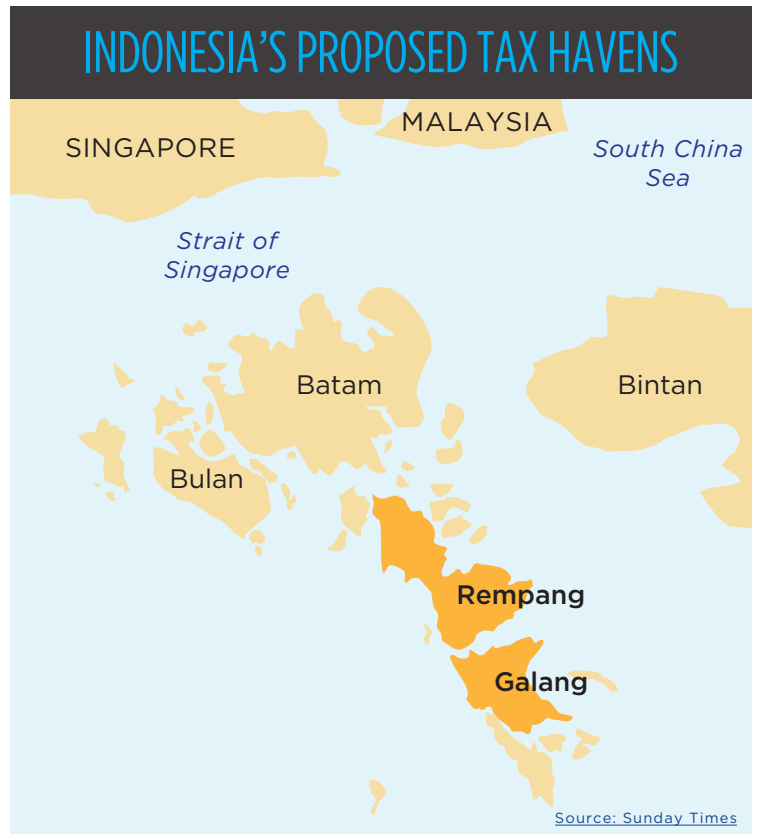 INDONESIA'S PROPOSED TAX HAVENS
MALAYSIA
SINGAPORE
South China
Sea
Strait of
Singapore
Batam
Bintan
Bulan
Rempang
Galang
Source: Sunday Times